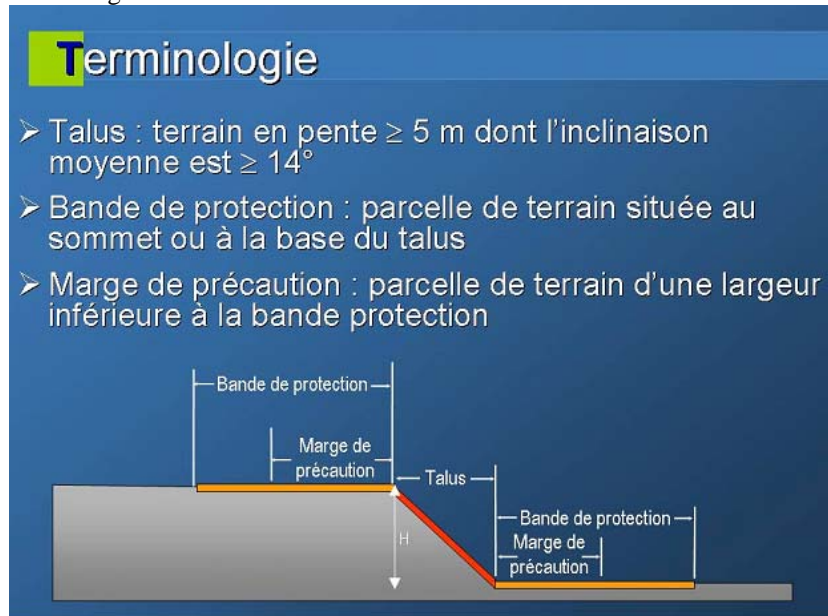 Terminologie
➢ Talus : terrain en pente ≥ 5 m dont l'inclinaison
moyenne est ≥ 14°
➢ Bande de protection : parcelle de terrain située au
sommet ou à la base du talus
➢ Marge de précaution : parcelle de terrain d'une largeur
inférieure à la bande protection
Bande de protection
Marge de
précaution
Talus
H
Bande de protection
Marge de
précaution